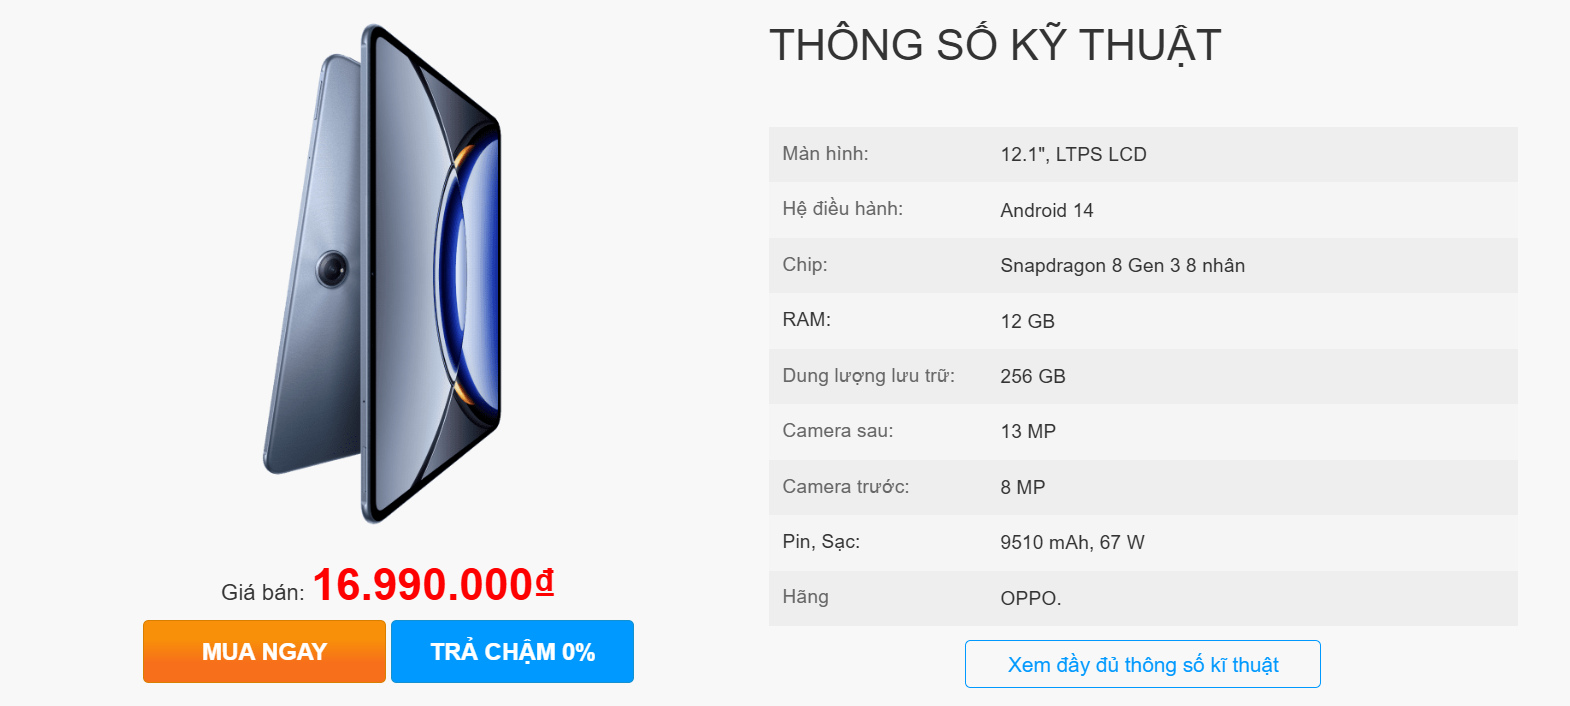 THÔNG SỐ KỸ THUẬT
Màn hình: 12.1", LTPS LCD
Hệ điều hành: Android 14
Chip: Snapdragon 8 Gen 3 8 nhân
RAM: 12 GB
Dung lượng lưu trữ: 256 GB
Camera sau: 13 MP
Camera trước: 8 MP
Pin, Sạc: 9510 mAh, 67 W
Hãng OPPO.
Xem đầy đủ thông số kĩ thuật
Giá bán: 16.990.000₫
MUA NGAY TRẢ CHẬM 0%